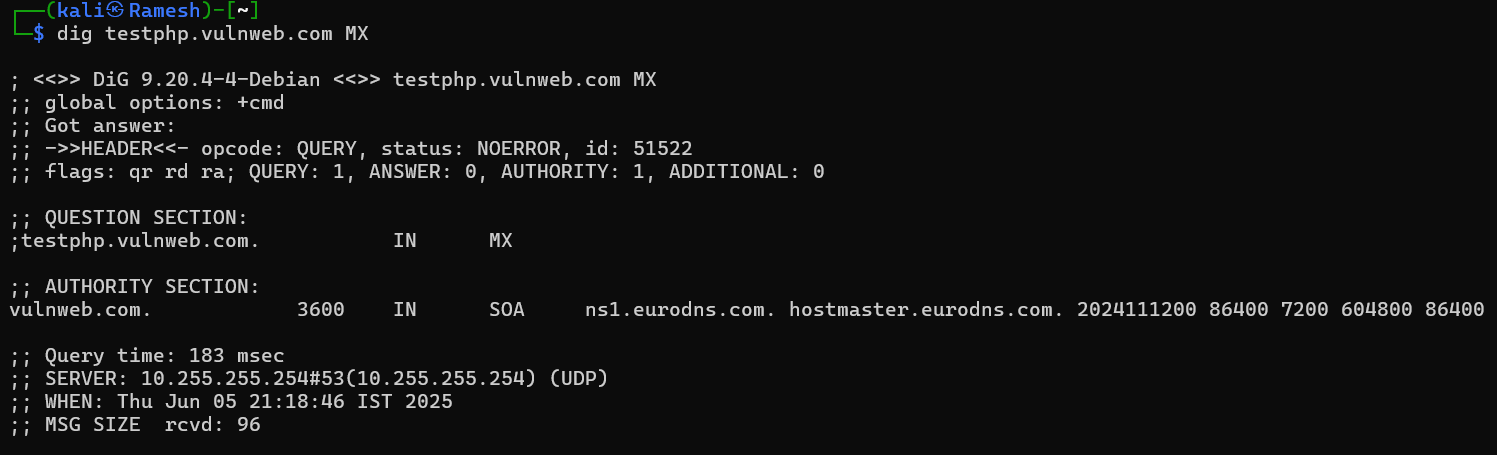 ┌──(kali㉿Ramesh)-[~]
└─$ dig testphp.vulnweb.com MX

; <<>> DiG 9.20.4-4-Debian <<>> testphp.vulnweb.com MX
;; global options: +cmd
;; Got answer:
;; ->>HEADER<<- opcode: QUERY, status: NOERROR, id: 51522
;; flags: qr rd ra; QUERY: 1, ANSWER: 0, AUTHORITY: 1, ADDITIONAL: 0

;; QUESTION SECTION:
;testphp.vulnweb.com.           IN      MX

;; AUTHORITY SECTION:
vulnweb.com.            3600    IN      SOA     ns1.eurodns.com. hostmaster.eurodns.com. 2024111200 86400 7200 604800 86400

;; Query time: 183 msec
;; SERVER: 10.255.255.254#53(10.255.255.254) (UDP)
;; WHEN: Thu Jun 05 21:18:46 IST 2025
;; MSG SIZE  rcvd: 96